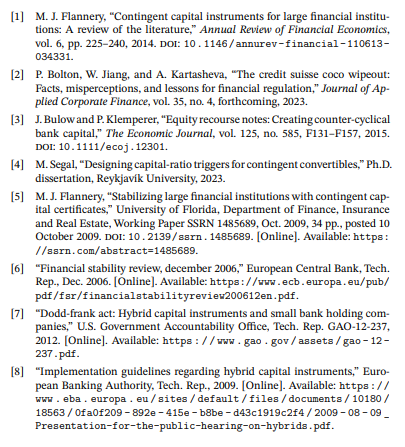 [1] M. J. Flannery, “Contingent capital instruments for large financial institu-
tions: A review of the literature,” Annual Review of Financial Economics,
vol. 6, pp. 225–240, 2014. DOI: 10.1146/annurev-financial-110613-
034331.
[2] P. Bolton, W. Jiang, and A. Kartasheva, “The credit suisse coco wipeout:
Facts, misperceptions, and lessons for financial regulation,” Journal of Ap-
plied Corporate Finance, vol. 35, no. 4, forthcoming, 2023.
[3] J. Bulow and P. Klemperer, “Equity recourse notes: Creating counter-cyclical
bank capital,” The Economic Journal, vol. 125, no. 585, F131–F157, 2015.
DOI: 10.1111/ecoj.12301.
[4] M. Segal, “Designing capital-ratio triggers for contingent convertibles,” Ph.D.
dissertation, Reykjavík University, 2023.
[5] M. J. Flannery, “Stabilizing large financial institutions with contingent cap-
ital certificates,” University of Florida, Department of Finance, Insurance
and Real Estate, Working Paper SSRN 1485689, Oct. 2009, 34 pp., posted 10
October 2009. DOI: 10.2139/ssrn.1485689. [Online]. Available: https:
//ssrn.com/abstract=1485689.
[6] “Financial stability review, december 2006,” European Central Bank, Tech.
Rep., Dec. 2006. [Online]. Available: https://www.ecb.europa.eu/pub/
pdf/fsr/financialstabilityreview200612en.pdf.
[7] “Dodd-frank act: Hybrid capital instruments and small bank holding com-
panies,” U.S. Government Accountability Office, Tech. Rep. GAO-12-237,
2012. [Online]. Available: https://www.gao.gov/assets/gao-12-
237.pdf.
[8] “Implementation guidelines regarding hybrid capital instruments,” Euro-
pean Banking Authority, Tech. Rep., 2009. [Online]. Available: https://
www.eba.europa.eu/sites/default/files/documents/10180/
18563/0fa0f209-892e-415e-b8be-d43c1919c2f4/2009-08-09_
Presentation-for-the-public-hearing-on-hybrids.pdf.